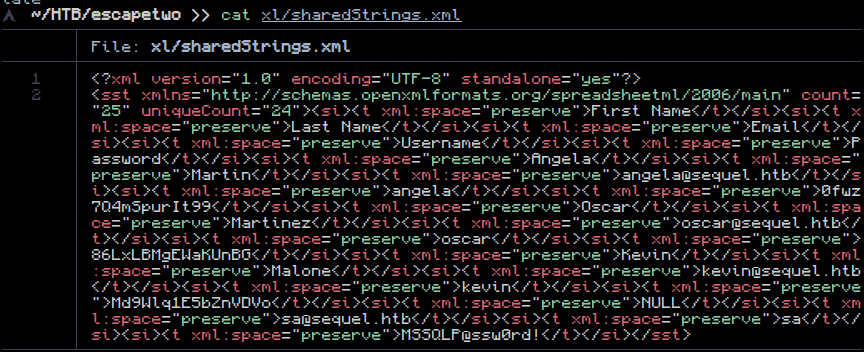 ~/HTB/escapetwo >> cat xl/sharedStrings.xml
File: xl/sharedStrings.xml
1 <?xml version="1.0" encoding="UTF-8" standalone="yes"?>
2 <sst xmlns="http://schemas.openxmlformats.org/spreadsheetml/2006/main" count=
"25" uniqueCount="24"><si><t xml:space="preserve">First Name</t></si><si><t x
ml:space="preserve">Last Name</t></si><si><t xml:space="preserve">Email</t></
si><si><t xml:space="preserve">Username</t></si><si><t xml:space="preserve">P
assword</t></si><si><t xml:space="preserve">Angela</t></si><si><t xml:space="
preserve">Martin</t></si><si><t xml:space="preserve">angela@sequel.htb</t></s
i><si><t xml:space="preserve">angela</t></si><si><t xml:space="preserve">0fwz
7Q4mSpurIt99</t></si><si><t xml:space="preserve">Oscar</t></si><si><t xml:spa
ce="preserve">Martinez</t></si><si><t xml:space="preserve">oscar@sequel.htb</
t></si><si><t xml:space="preserve">oscar</t></si><si><t xml:space="preserve">
86LxLBMgEWaKUnBG</t></si><si><t xml:space="preserve">Kevin</t></si><si><t xml
:space="preserve">Malone</t></si><si><t xml:space="preserve">kevin@sequel.htb
</t></si><si><t xml:space="preserve">kevin</t></si><si><t xml:space="preserve
">Md9Wlq1E5bZnVDVo</t></si><si><t xml:space="preserve">NULL</t></si><si><t xm
l:space="preserve">sa@sequel.htb</t></si><si><t xml:space="preserve">sa</t></
si><si><t xml:space="preserve">MSSQLP@ssw0rd!</t></si></sst>